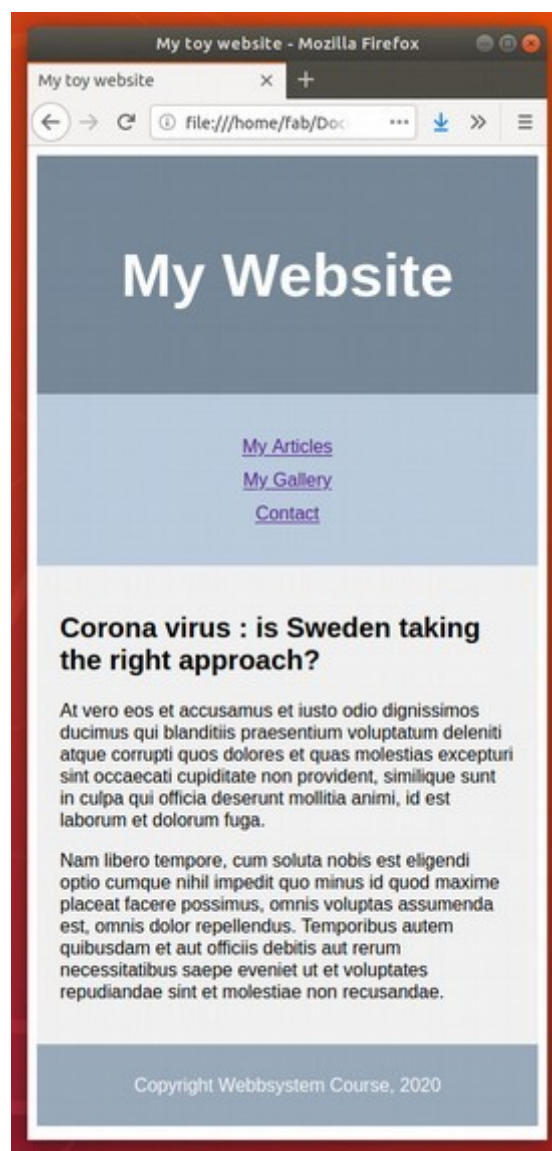 My toy website - Mozilla Firefox
My toy website
file:///home/fab/Doc
My Website
My Articles
My Gallery
Contact
Corona virus : is Sweden taking
the right approach?
At vero eos et accusamus et iusto odio dignissimos
ducimus qui blanditiis praesentium voluptatum deleniti
atque corrupti quos dolores et quas molestias excepturi
sint occaecati cupiditate non provident, similique sunt
in culpa qui officia deserunt mollitia animi, id est
laborum et dolorum fuga.
Nam libero tempore, cum soluta nobis est eligendi
optio cumque nihil impedit quo minus id quod maxime
placeat facere possimus, omnis voluptas assumenda
est, omnis dolor repellendus. Temporibus autem
quibusdam et aut officiis debitis aut rerum
necessitatibus saepe eveniet ut et voluptates
repudiandae sint et molestiae non recusandae.
Copyright Webbsystem Course, 2020